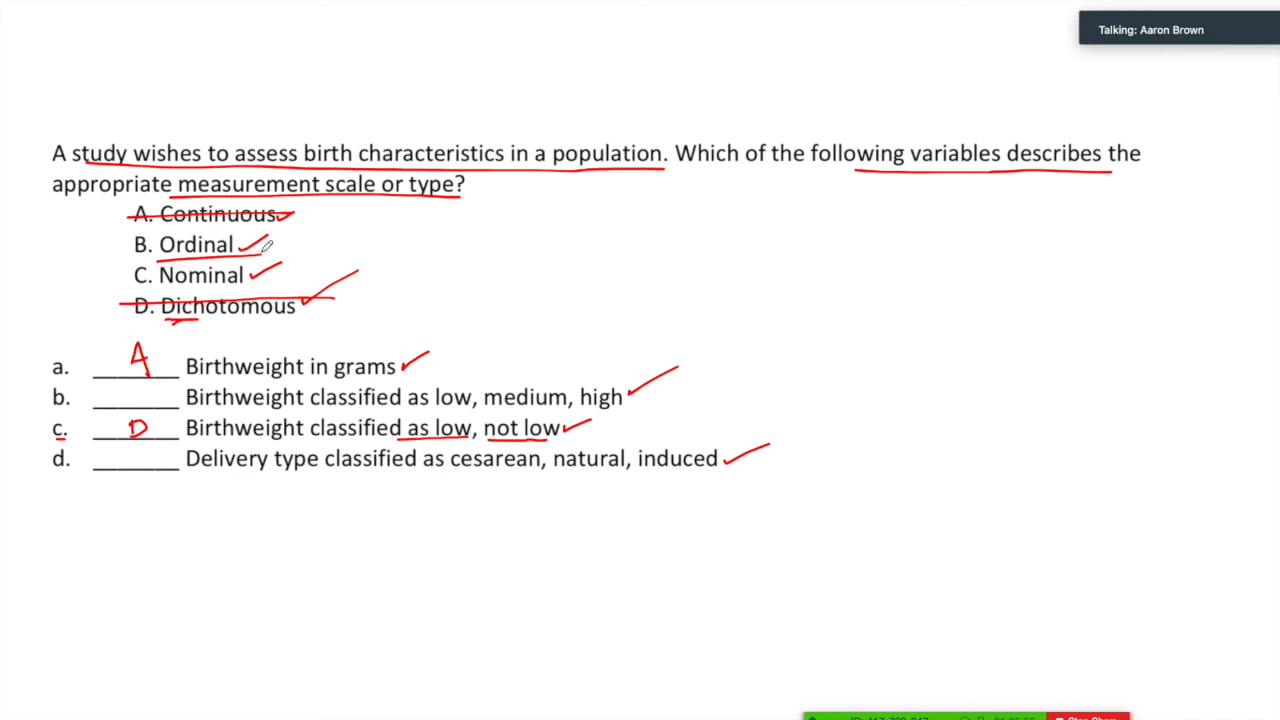 Talking: Aaron Brown
A study wishes to assess birth characteristics in a population. Which of the following variables describes the
appropriate measurement scale or type?
A. Continuous
B. Ordinal
C. Nominal
D. Dichotomous
a. A Birthweight in grams
b. ______ Birthweight classified as low, medium, high
c. D Birthweight classified as low, not low
d. ______ Delivery type classified as cesarean, natural, induced